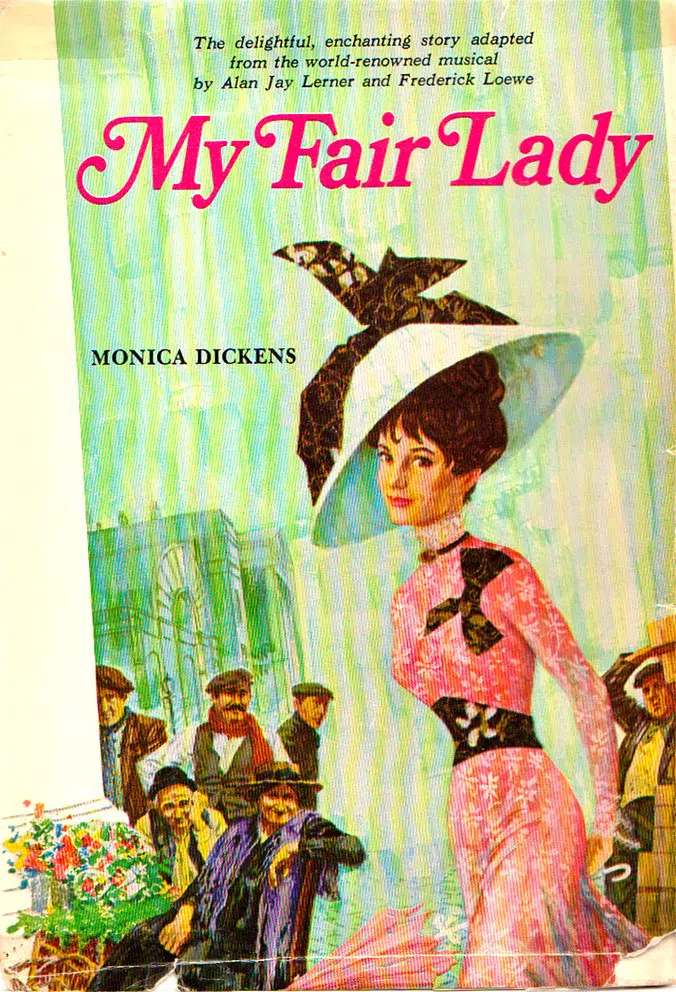 The delightful, enchanting story adapted
from the world-renowned musical
by Alan Jay Lerner and Frederick Loewe
My Fair Lady
MONICA DICKENS